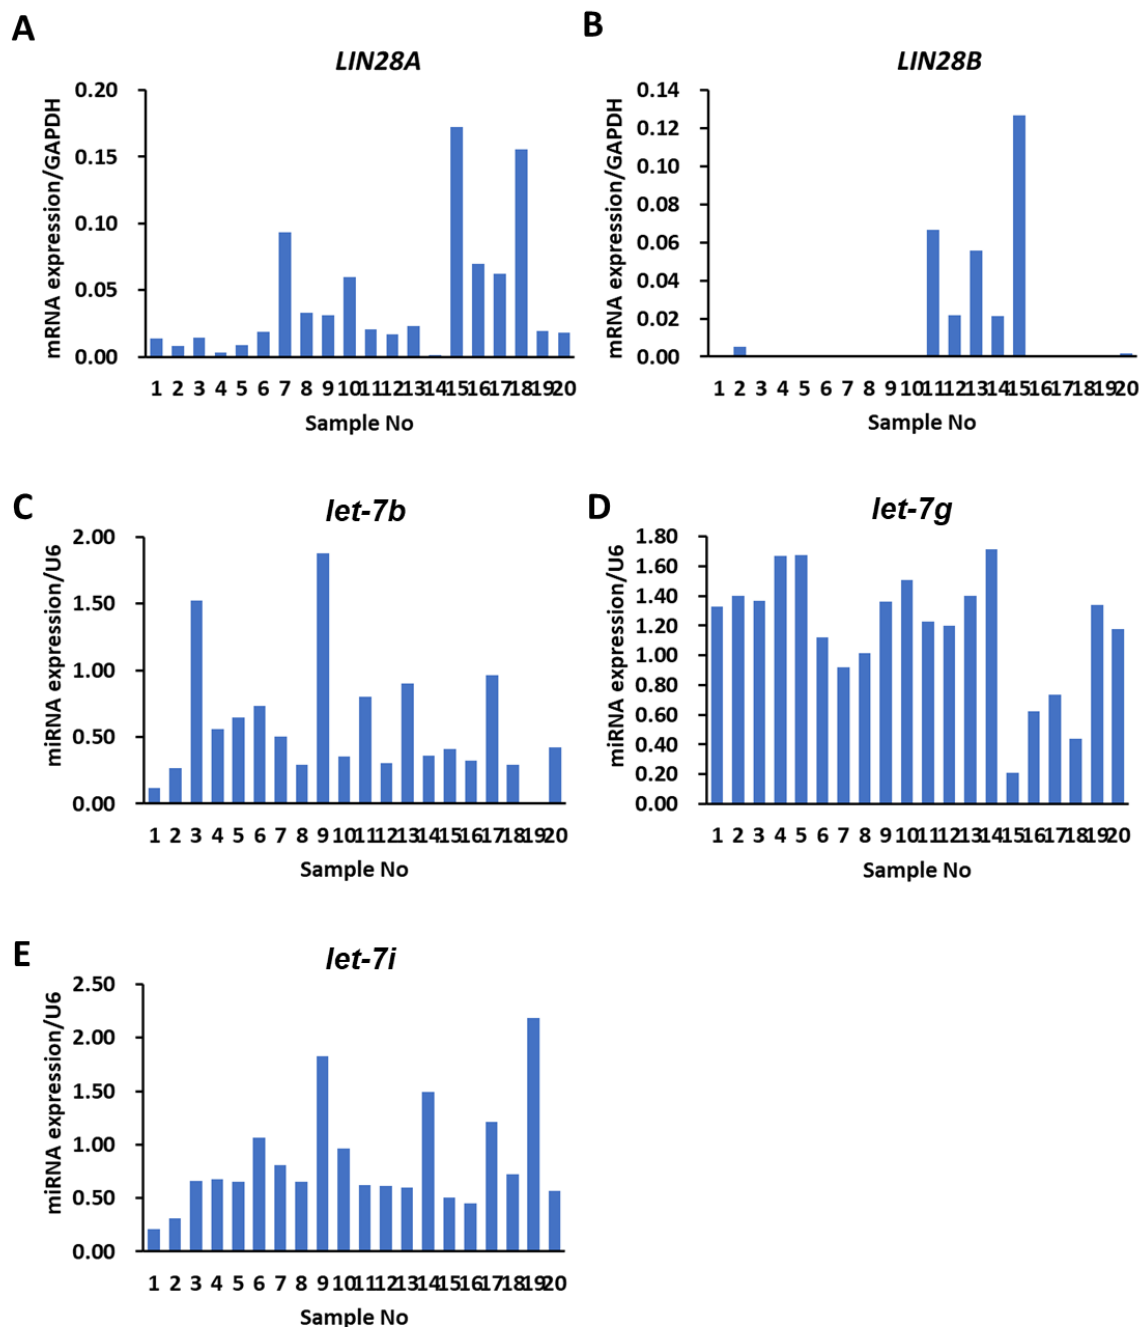 A
LIN28A
mRNA expression/GAPDH
0.20
0.15
0.10
0.05
0.00
1 2 3 4 5 6 7 8 9 10 11 12 13 14 15 16 17 18 19 20
Sample No
B
LIN28B
mRNA expression/GAPDH
0.14
0.12
0.10
0.08
0.06
0.04
0.02
0.00
1 2 3 4 5 6 7 8 9 10 11 12 13 14 15 16 17 18 19 20
Sample No
C
let-7b
miRNA expression/U6
2.00
1.50
1.00
0.50
0.00
1 2 3 4 5 6 7 8 9 10 11 12 13 14 15 16 17 18 19 20
Sample No
D
let-7g
miRNA expression/U6
1.80
1.60
1.40
1.20
1.00
0.80
0.60
0.40
0.20
0.00
1 2 3 4 5 6 7 8 9 10 11 12 13 14 15 16 17 18 19 20
Sample No
E
let-7i
miRNA expression/U6
2.50
2.00
1.50
1.00
0.50
0.00
1 2 3 4 5 6 7 8 9 10 11 12 13 14 15 16 17 18 19 20
Sample No